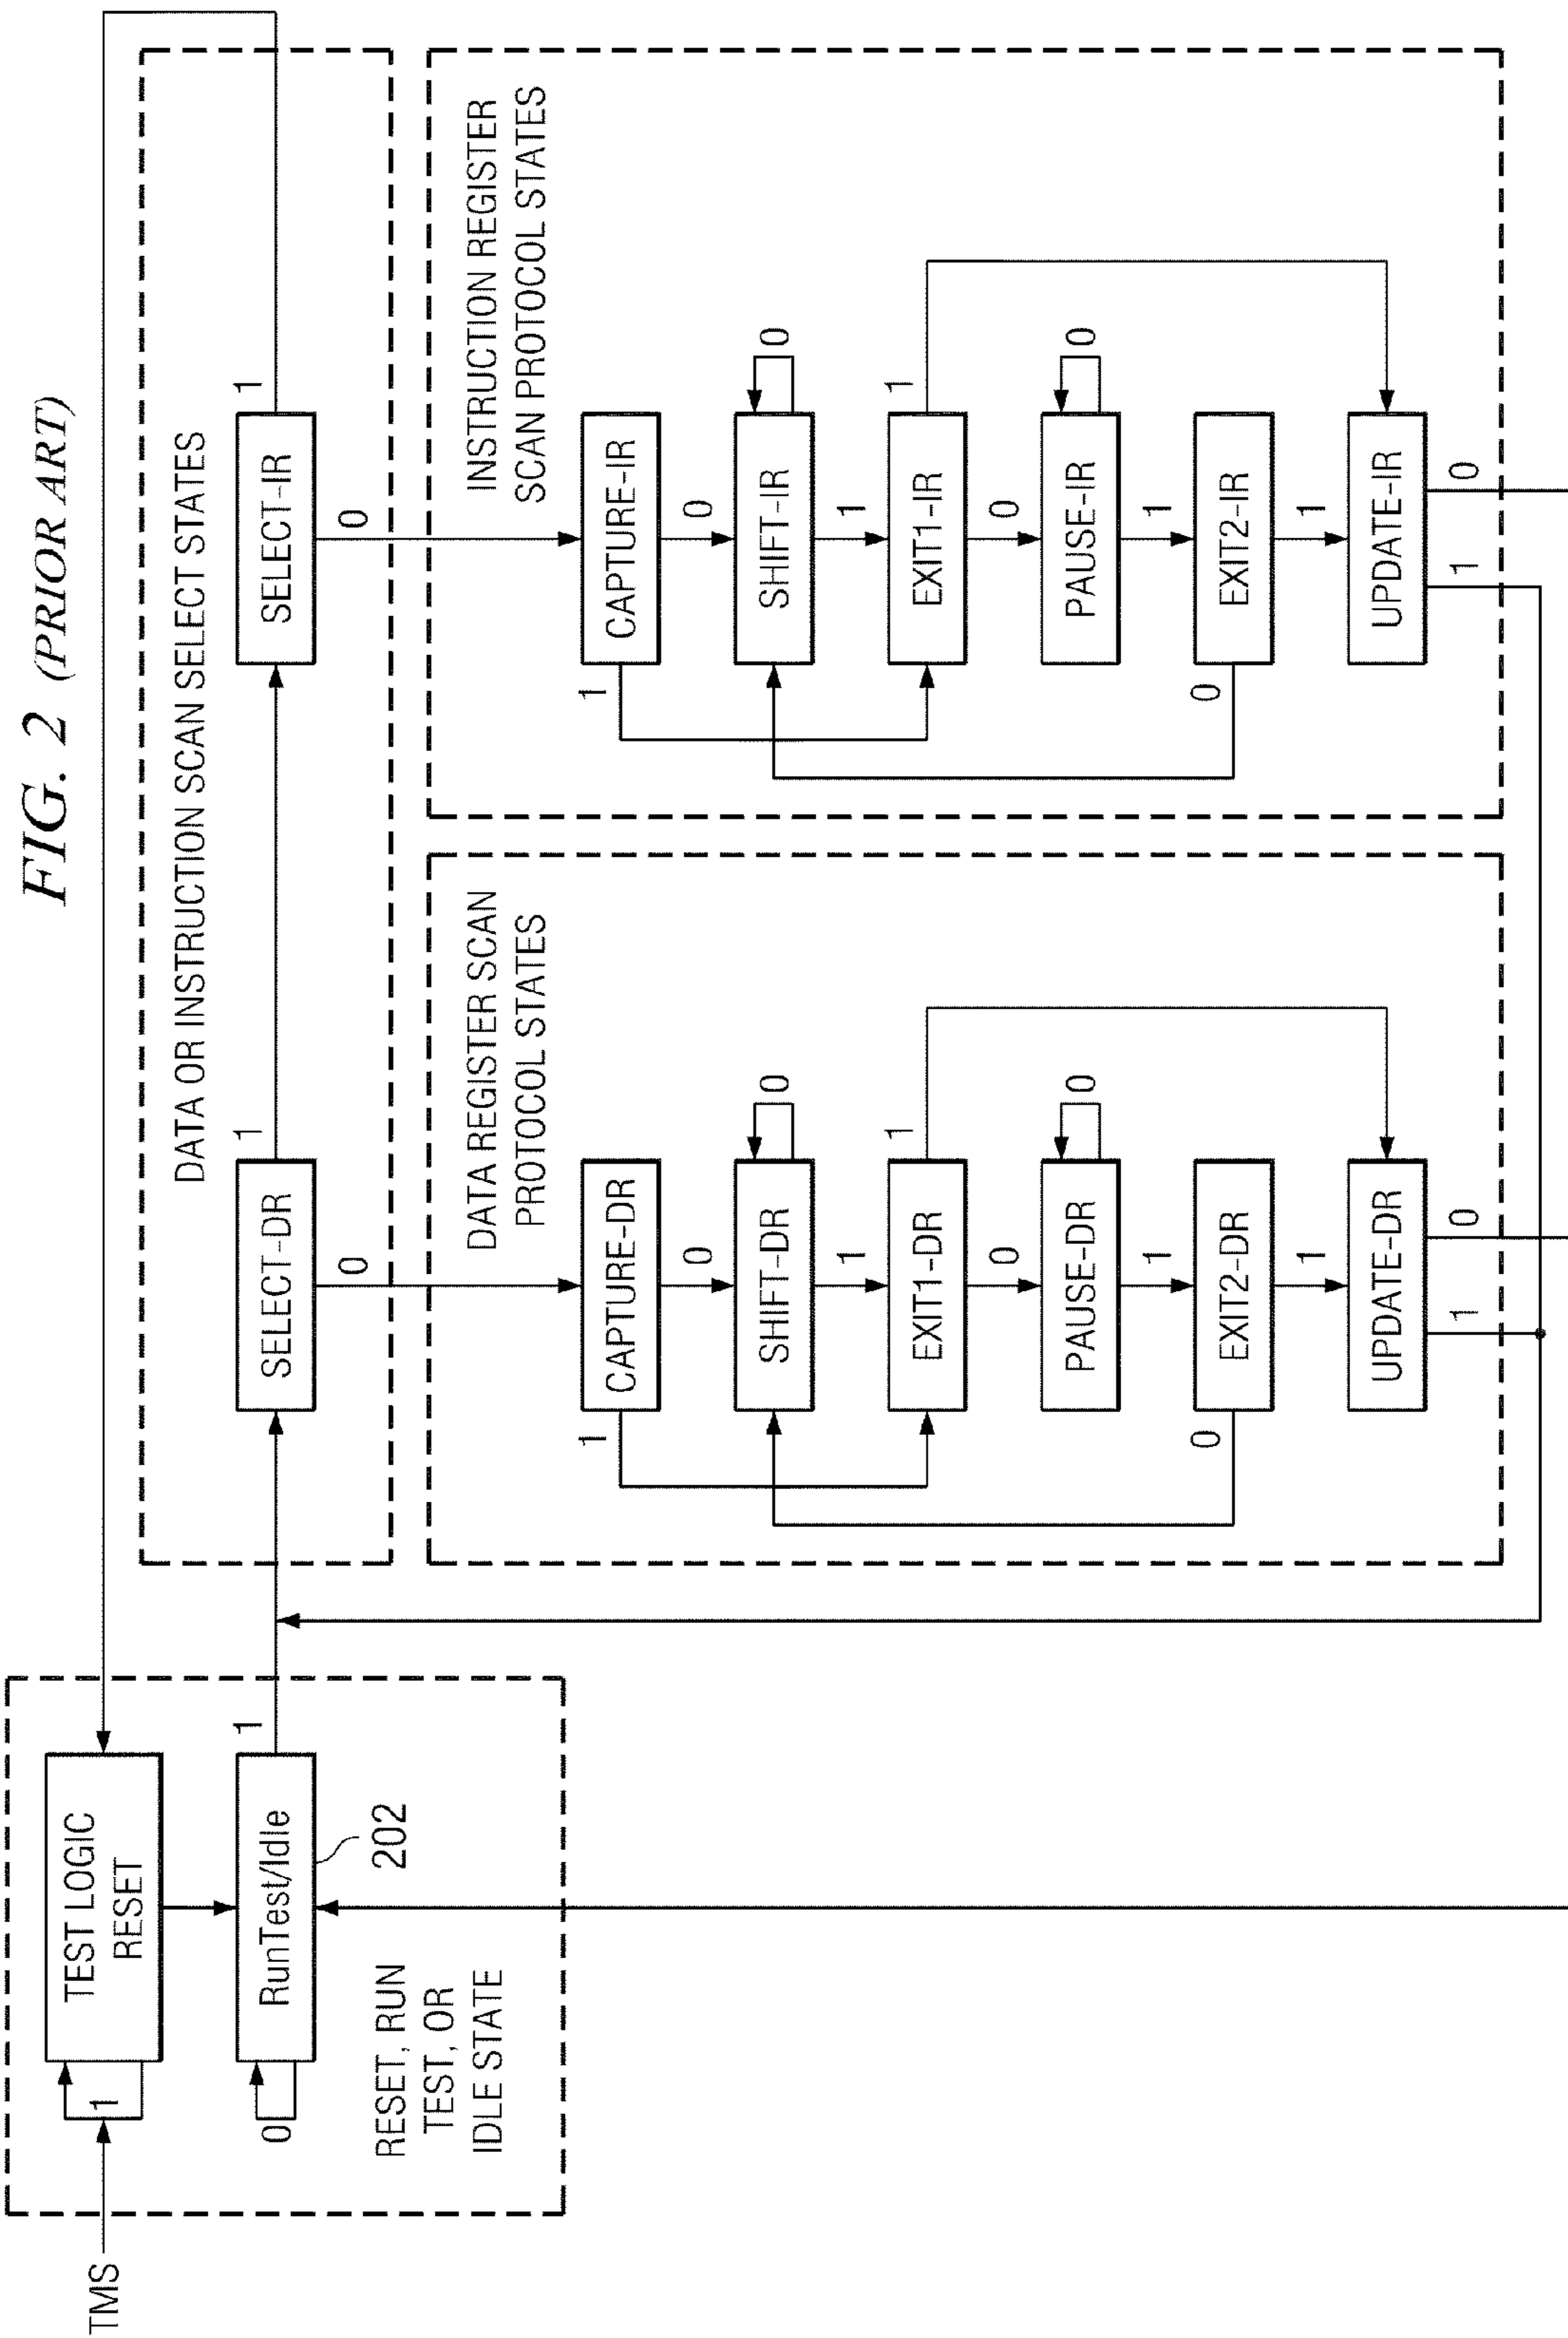 FIG. 2 (PRIOR ART)
TMS
1
TEST LOGIC
RESET
0
RunTest/Idle
1
202
RESET, RUN
TEST, OR
IDLE STATE
DATA OR INSTRUCTION SCAN SELECT STATES
SELECT-DR
1
0
SELECT-IR
1
0
DATA REGISTER SCAN
PROTOCOL STATES
CAPTURE-DR
1
0
SHIFT-DR
0
1
EXIT1-DR
1
0
PAUSE-DR
0
1
EXIT2-DR
0
1
UPDATE-DR
1
0
INSTRUCTION REGISTER
SCAN PROTOCOL STATES
CAPTURE-IR
1
0
SHIFT-IR
0
1
EXIT1-IR
1
0
PAUSE-IR
0
1
EXIT2-IR
0
1
UPDATE-IR
1
0